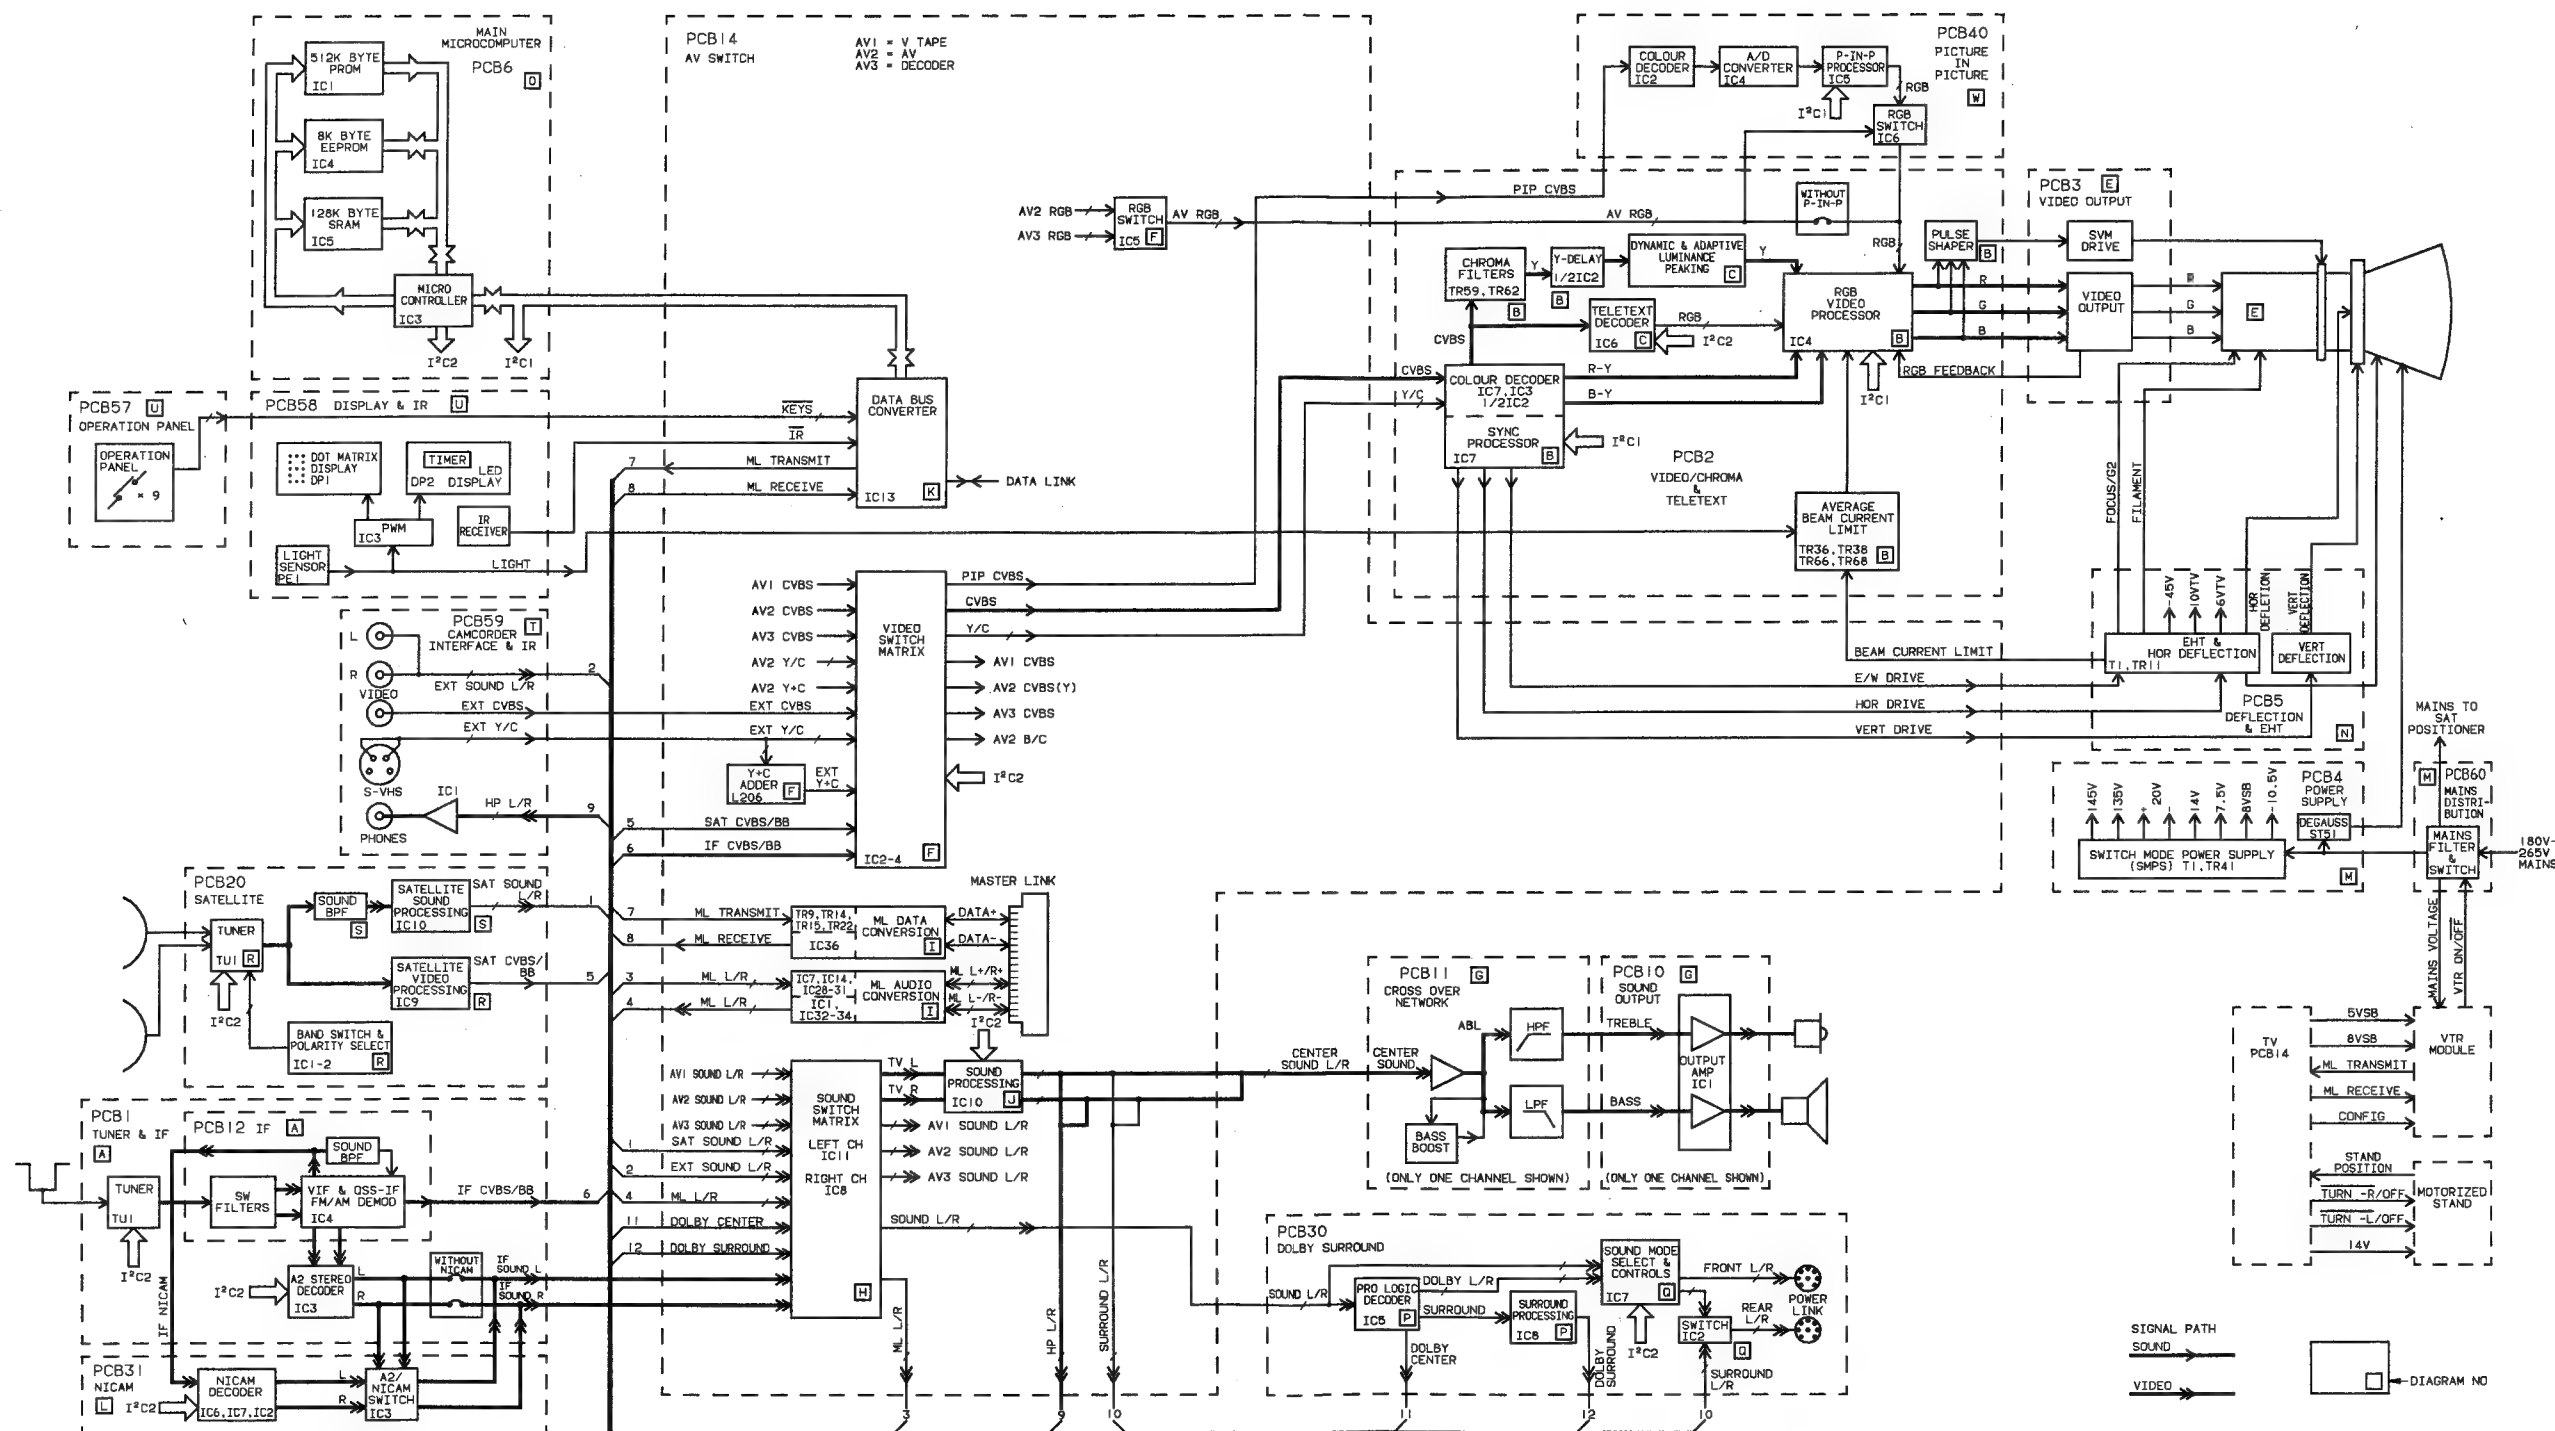 MAIN
MICROCOMPUTER
PCB6
O
512K BYTE
PROM
IC1
8K BYTE
EEPROM
IC4
128K BYTE
SRAM
IC5
MICRO
CONTROLLER
IC3
I²C2
I²C1
PCB14
AV SWITCH
AV1 = V TAPE
AV2 = AV
AV3 = DECODER
AV2 RGB
AV3 RGB
RGB
SWITCH
IC5 F
AV RGB
PCB40
PICTURE
IN
PICTURE
W
COLOUR
DECODER
IC2
A/D
CONVERTER
IC4
P-IN-P
PROCESSOR
IC5
I²C1
RGB
RGB
SWITCH
IC6
PIP CVBS
AV RGB
WITHOUT
P-IN-P
RGB
CHROMA
FILTERS
TR59,TR62
B
Y
Y-DELAY
1/2IC2
B
DYNAMIC & ADAPTIVE
LUMINANCE
PEAKING
C
Y
TELETEXT
DECODER
IC6 C
RGB
I²C2
CVBS
RGB
VIDEO
PROCESSOR
IC4
B
I²C1
PULSE
SHAPER
B
R
G
B
RGB FEEDBACK
PCB3 E
VIDEO OUTPUT
SVM
DRIVE
VIDEO
OUTPUT
R
G
B
E
CVBS
Y/C
COLOUR DECODER
IC7,IC3
1/2IC2
SYNC
PROCESSOR
IC7
B
R-Y
B-Y
I²C1
PCB2
VIDEO/CHROMA
&
TELETEXT
AVERAGE
BEAM CURRENT
LIMIT
TR36,TR38
TR66,TR68
B
FOCUS/G2
FILAMENT
BEAM CURRENT LIMIT
E/W DRIVE
HOR DRIVE
VERT DRIVE
-45V
10VTV
6VTV
HOR
DEFLETION
VERT
DEFLECTION
EHT &
HOR DEFLECTION
T1,TR11
VERT
DEFLECTION
PCB5
DEFLECTION
& EHT
N
PCB57 U
OPERATION PANEL
OPERATION
PANEL
× 9
PCB58 DISPLAY & IR U
DOT MATRIX
DISPLAY
DP1
TIMER
LED
DP2 DISPLAY
PWM
IC3
IR
RECEIVER
LIGHT
SENSOR
PE1
LIGHT
KEYS
IR
7
ML TRANSMIT
8
ML RECEIVE
DATA BUS
CONVERTER
IC13
K
DATA LINK
PCB59 T
CAMCORDER
INTERFACE & IR
L
R
VIDEO
EXT SOUND L/R
2
EXT CVBS
EXT Y/C
S-VHS
IC1
HP L/R
9
PHONES
AV1 CVBS
AV2 CVBS
AV3 CVBS
AV2 Y/C
AV2 Y+C
EXT CVBS
EXT Y/C
Y+C
ADDER
L206
F
EXT
Y+C
5
SAT CVBS/BB
6
IF CVBS/BB
VIDEO
SWITCH
MATRIX
IC2-4
F
PIP CVBS
CVBS
Y/C
AV1 CVBS
AV2 CVBS(Y)
AV3 CVBS
AV2 B/C
I²C2
PCB4
POWER
SUPPLY
145V
135V
+
20V
-
14V
7.5V
8VSB
-10.5V
DEGAUSS
ST51
SWITCH MODE POWER SUPPLY
(SMPS) T1,TR41
M
MAINS TO
SAT
POSITIONER
M PCB60
MAINS
DISTRI-
BUTION
MAINS
FILTER
&
SWITCH
180V-
265V
MAINS
MAINS VOLTAGE
VTR ON/OFF
PCB20
SATELLITE
TUNER
TU1 R
I²C2
SOUND
BPF
S
SATELLITE
SOUND
PROCESSING
IC10
S
SAT SOUND
L/R
1
SATELLITE
VIDEO
PROCESSING
IC9
R
SAT CVBS/
BB
5
BAND SWITCH &
POLARITY SELECT
IC1-2
R
MASTER LINK
7
ML TRANSMIT
8
ML RECEIVE
TR9,TR14,
TR15,TR22
IC36
ML DATA
CONVERSION
I
DATA+
DATA-
3
ML L/R
4
ML L/R
IC7,IC14,
IC28-31
IC1,
IC32-34
ML AUDIO
CONVERSION
I
ML L+/R+
ML L-/R-
I²C2
AV1 SOUND L/R
AV2 SOUND L/R
AV3 SOUND L/R
1
SAT SOUND L/R
2
EXT SOUND L/R
4
ML L/R
11
DOLBY CENTER
12
DOLBY SURROUND
SOUND
SWITCH
MATRIX
LEFT CH
IC11
RIGHT CH
IC8
H
TV L
TV R
SOUND
PROCESSING
IC10
J
AV1 SOUND L/R
AV2 SOUND L/R
AV3 SOUND L/R
SOUND L/R
ML L/R
3
HP L/R
9
SURROUND L/R
10
CENTER
SOUND L/R
PCB11 G
CROSS OVER
NETWORK
CENTER
SOUND
ABL
HPF
LPF
BASS
BOOST
(ONLY ONE CHANNEL SHOWN)
PCB10 G
SOUND
OUTPUT
TREBLE
BASS
OUTPUT
AMP
IC1
(ONLY ONE CHANNEL SHOWN)
TV
PCB14
5VSB
8VSB
ML TRANSMIT
ML RECEIVE
CONFIG
VTR
MODULE
STAND
POSITION
TURN -R/OFF
TURN -L/OFF
14V
MOTORIZED
STAND
PCB1
TUNER & IF
A
PCB12 IF A
TUNER
TU1
I²C2
SOUND
BPF
SW
FILTERS
VIF & QSS-IF
FM/AM DEMOD
IC4
IF CVBS/BB
6
I²C2
A2 STEREO
DECODER
IC3
L
R
WITHOUT
NICAM
IF
SOUND L
IF
SOUND R
IF NICAM
PCB31
NICAM
L
I²C2
NICAM
DECODER
IC6,IC7,IC2
L
R
A2/
NICAM
SWITCH
IC3
PCB30
DOLBY SURROUND
SOUND L/R
PRO LOGIC
DECODER
IC5 P
DOLBY L/R
SURROUND
SURROUND
PROCESSING
IC8
P
SOUND MODE
SELECT &
CONTROLS
IC7
Q
I²C2
FRONT L/R
REAR
L/R
POWER
LINK
SWITCH
IC2
Q
DOLBY
CENTER
11
DOLBY
SURROUND
12
SURROUND
L/R
10
SIGNAL PATH
SOUND
VIDEO
DIAGRAM NO